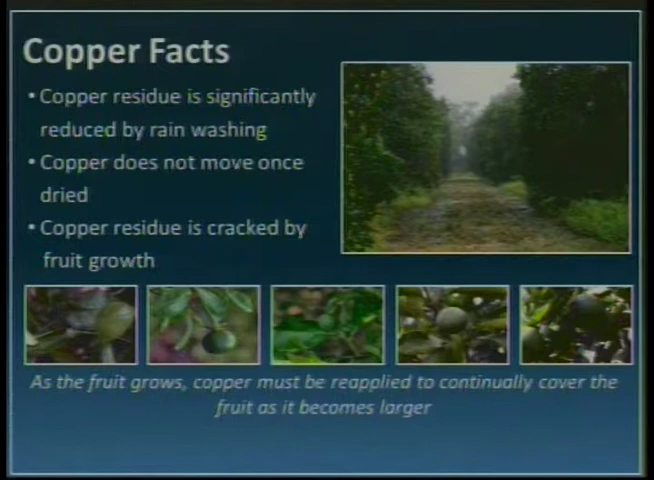 Copper Facts
• Copper residue is significantly
reduced by rain washing
• Copper does not move once
dried
• Copper residue is cracked by
fruit growth
As the fruit grows, copper must be reapplied to continually cover the
fruit as it becomes larger